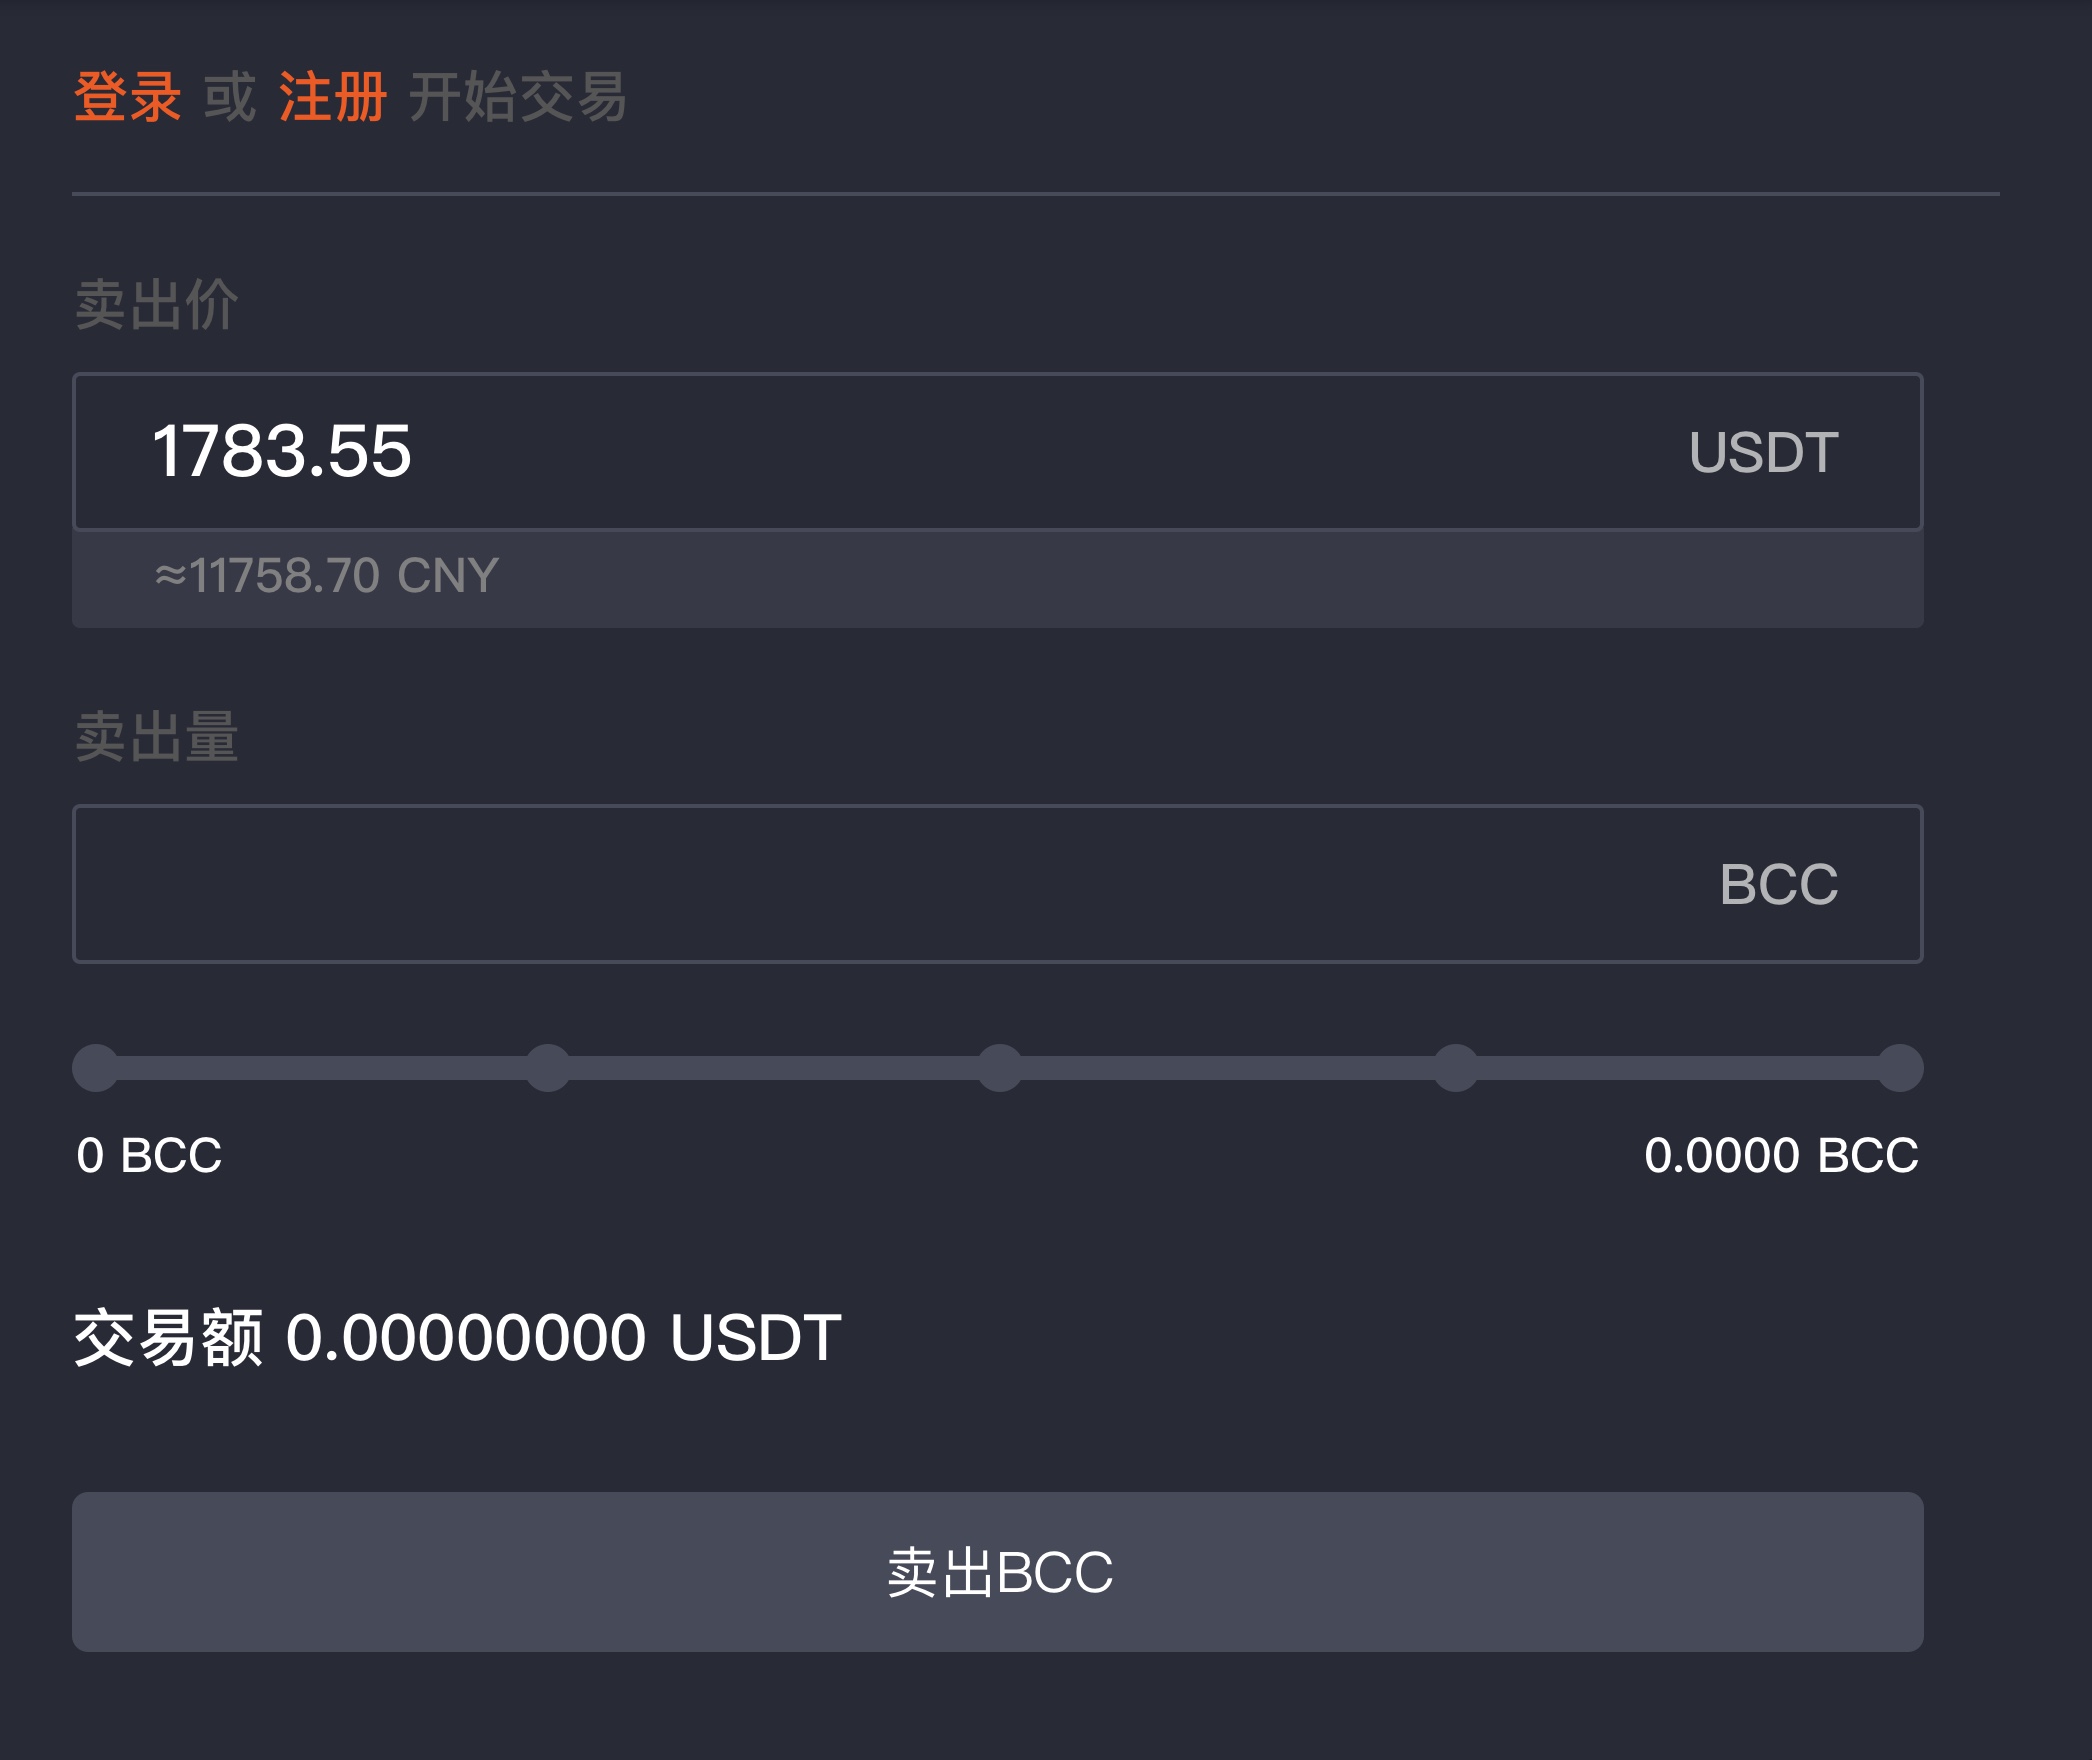 登录 或 注册 开始交易
卖出价
1783.55 USDT
≈11758.70 CNY
卖出量
BCC
0 BCC 0.0000 BCC
交易额 0.00000000 USDT
卖出BCC